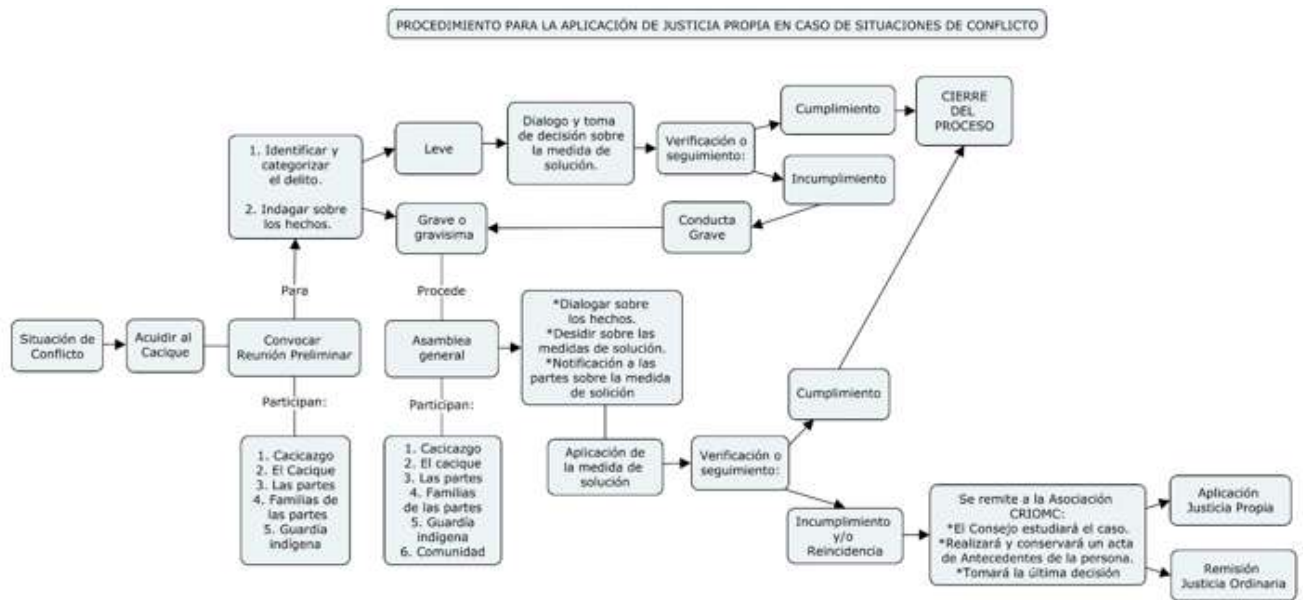 PROCEDIMIENTO PARA LA APLICACIÓN DE JUSTICIA PROPIA EN CASO DE SITUACIONES DE CONFLICTO
Situación de
Conflicto
Acuidir al
Cacique
Convocar
Reunión Preliminar
Participan:
1. Cacicazgo
2. El Cacique
3. Las partes
4. Familias de
las partes
5. Guardia
indígena
Para
1. Identificar y
categorizar
el delito.
2. Indagar sobre
los hechos.
Leve
Dialogo y toma
de decisión sobre
la medida de
solución.
Verificación o
seguimiento:
Cumplimiento
CIERRE
DEL
PROCESO
Incumplimiento
Conducta
Grave
Grave o
gravisima
Procede
Asamblea
general
Participan:
1. Cacicazgo
2. El cacique
3. Las partes
4. Familias
de las partes
5. Guardia
indígena
6. Comunidad
*Dialogar sobre
los hechos.
*Desidir sobre las
medidas de solución.
*Notificación a las
partes sobre la medida
de solición
Aplicación de
la medida de
solución
Verificación o
seguimiento:
Cumplimiento
Incumplimiento
y/o
Reincidencia
Se remite a la Asociación
CRIOMC:
*El Consejo estudiará el caso.
*Realizará y conservará un acta
de Antecedentes de la persona.
*Tomará la última decisión
Aplicación
Justicia Propia
Remisión
Justicia Ordinaria